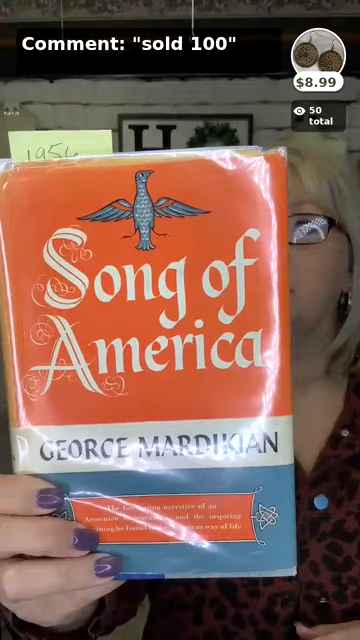 Comment: "sold 100"
$8.99
50
total
1956
H
Song of
America
GEORGE MARDIKIAN
The fascinating narrative of an
Armenian and the inspiring
he found way of life